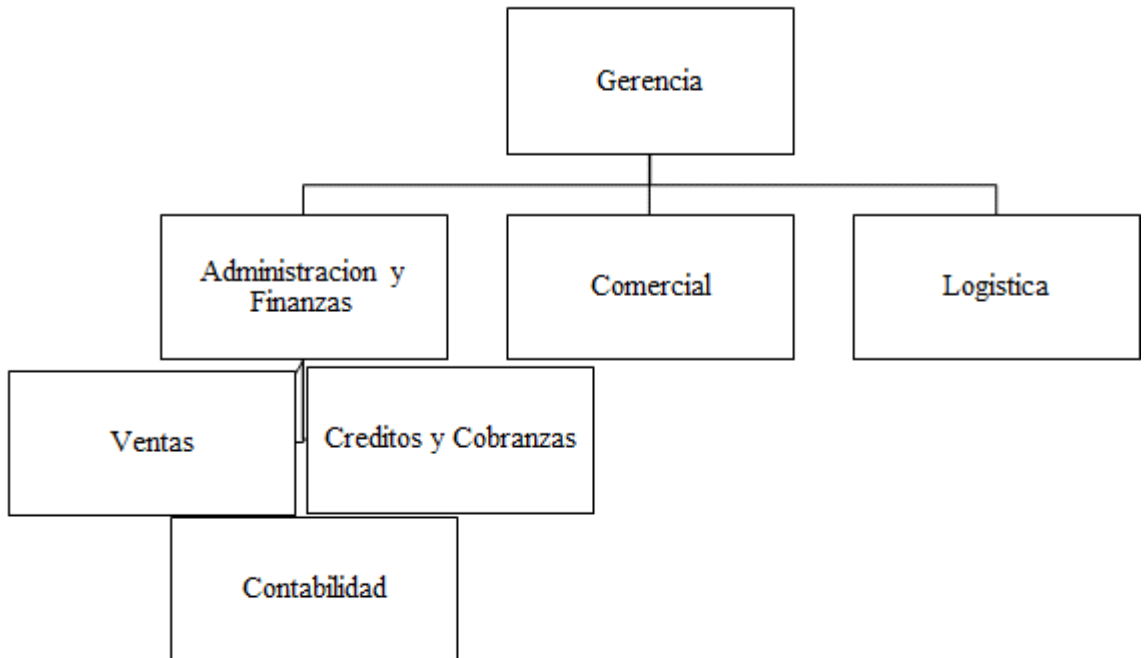 Gerencia
Administracion y
Finanzas
Comercial
Logistica
Ventas
Creditos y Cobranzas
Contabilidad